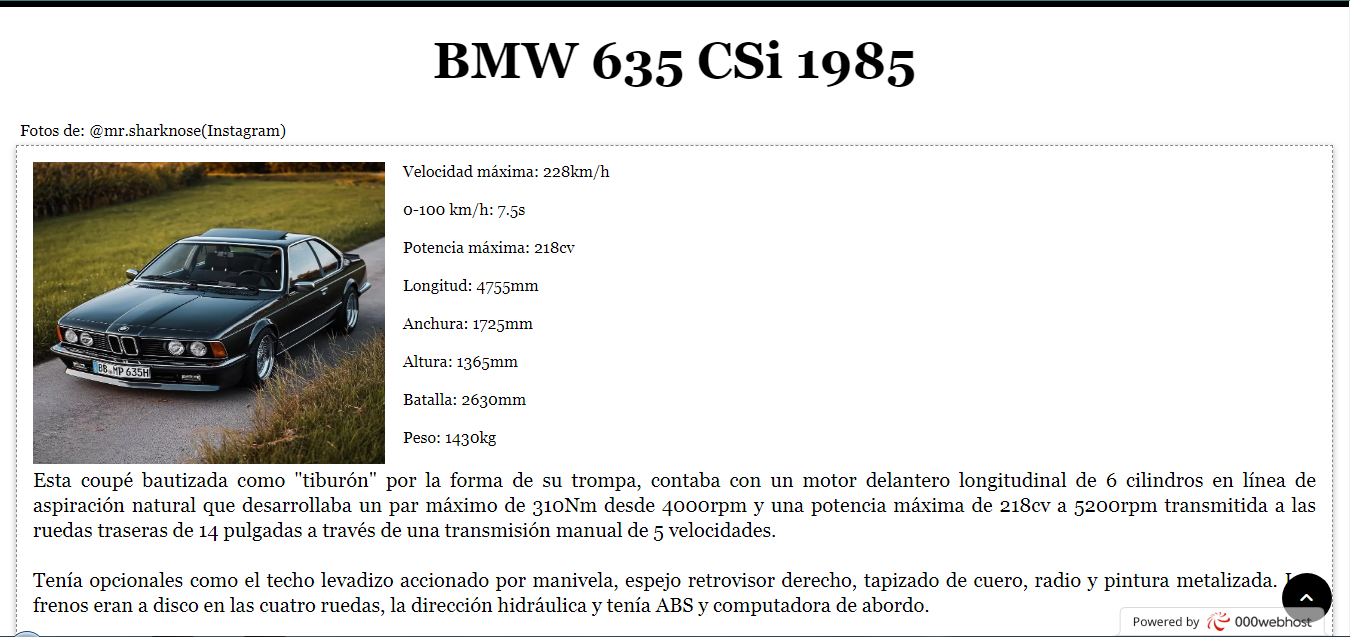 BMW 635 CSi 1985
Fotos de: @mr.sharknose(Instagram)
Velocidad máxima: 228km/h
0-100 km/h: 7.5s
Potencia máxima: 218cv
Longitud: 4755mm
Anchura: 1725mm
Altura: 1365mm
Batalla: 2630mm
Peso: 1430kg
BB MP 635H
Esta coupé bautizada como "tiburón" por la forma de su trompa, contaba con un motor delantero longitudinal de 6 cilindros en línea de
aspiración natural que desarrollaba un par máximo de 310Nm desde 4000rpm y una potencia máxima de 218cv a 5200rpm transmitida a las
ruedas traseras de 14 pulgadas a través de una transmisión manual de 5 velocidades.
Tenía opcionales como el techo levadizo accionado por manivela, espejo retrovisor derecho, tapizado de cuero, radio y pintura metalizada.
frenos eran a disco en las cuatro ruedas, la dirección hidráulica y tenía ABS y computadora de abordo.
Powered by 000webhost